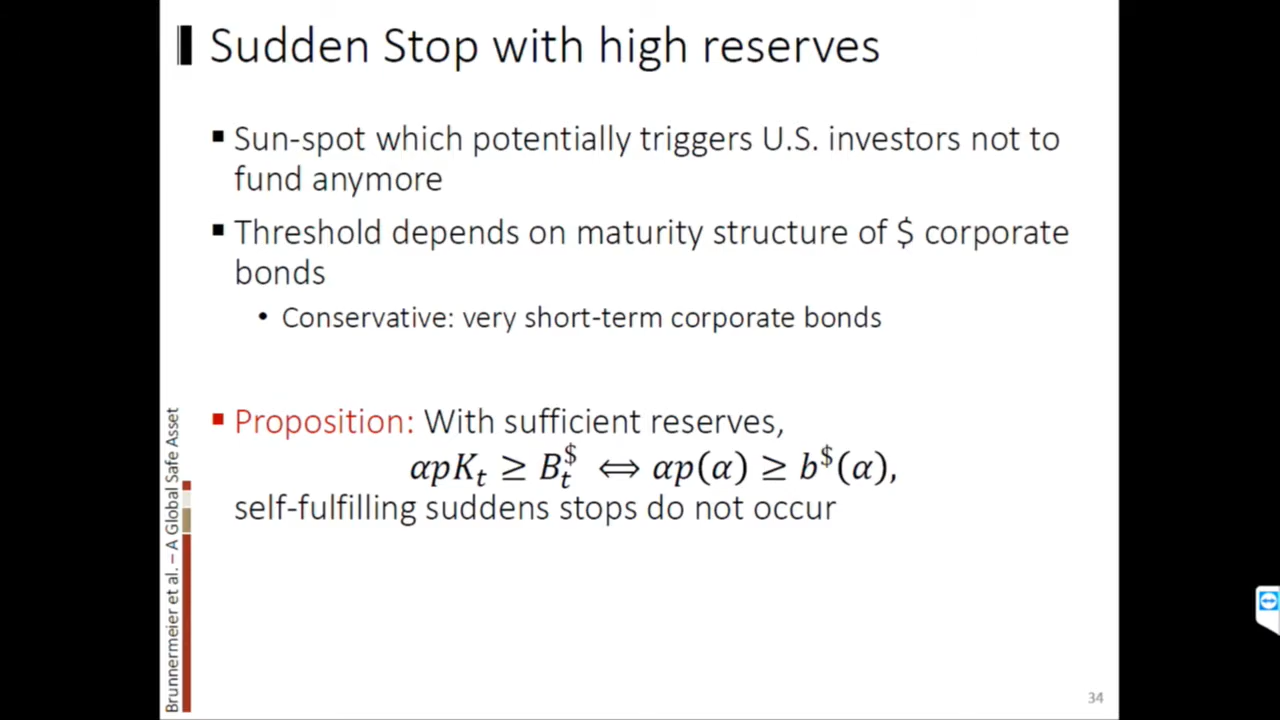 Sudden Stop with high reserves
▪ Sun-spot which potentially triggers U.S. investors not to
fund anymore
▪ Threshold depends on maturity structure of $ corporate
bonds
• Conservative: very short-term corporate bonds
▪ Proposition: With sufficient reserves,
αpKₜ ≥ Bₜ^$ ⟺ αp(α) ≥ b^$(α),
self-fulfilling suddens stops do not occur
Brunnermeier et al. – A Global Safe Asset
34